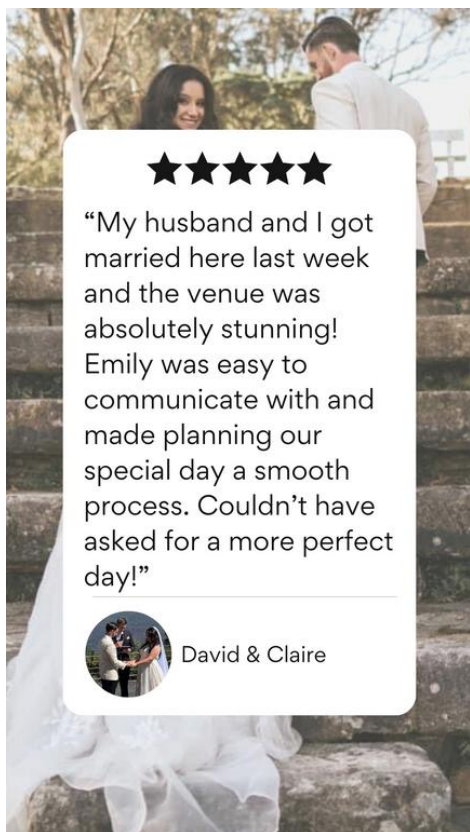 “My husband and I got
married here last week
and the venue was
absolutely stunning!
Emily was easy to
communicate with and
made planning our
special day a smooth
process. Couldn’t have
asked for a more perfect
day!”
David & Claire